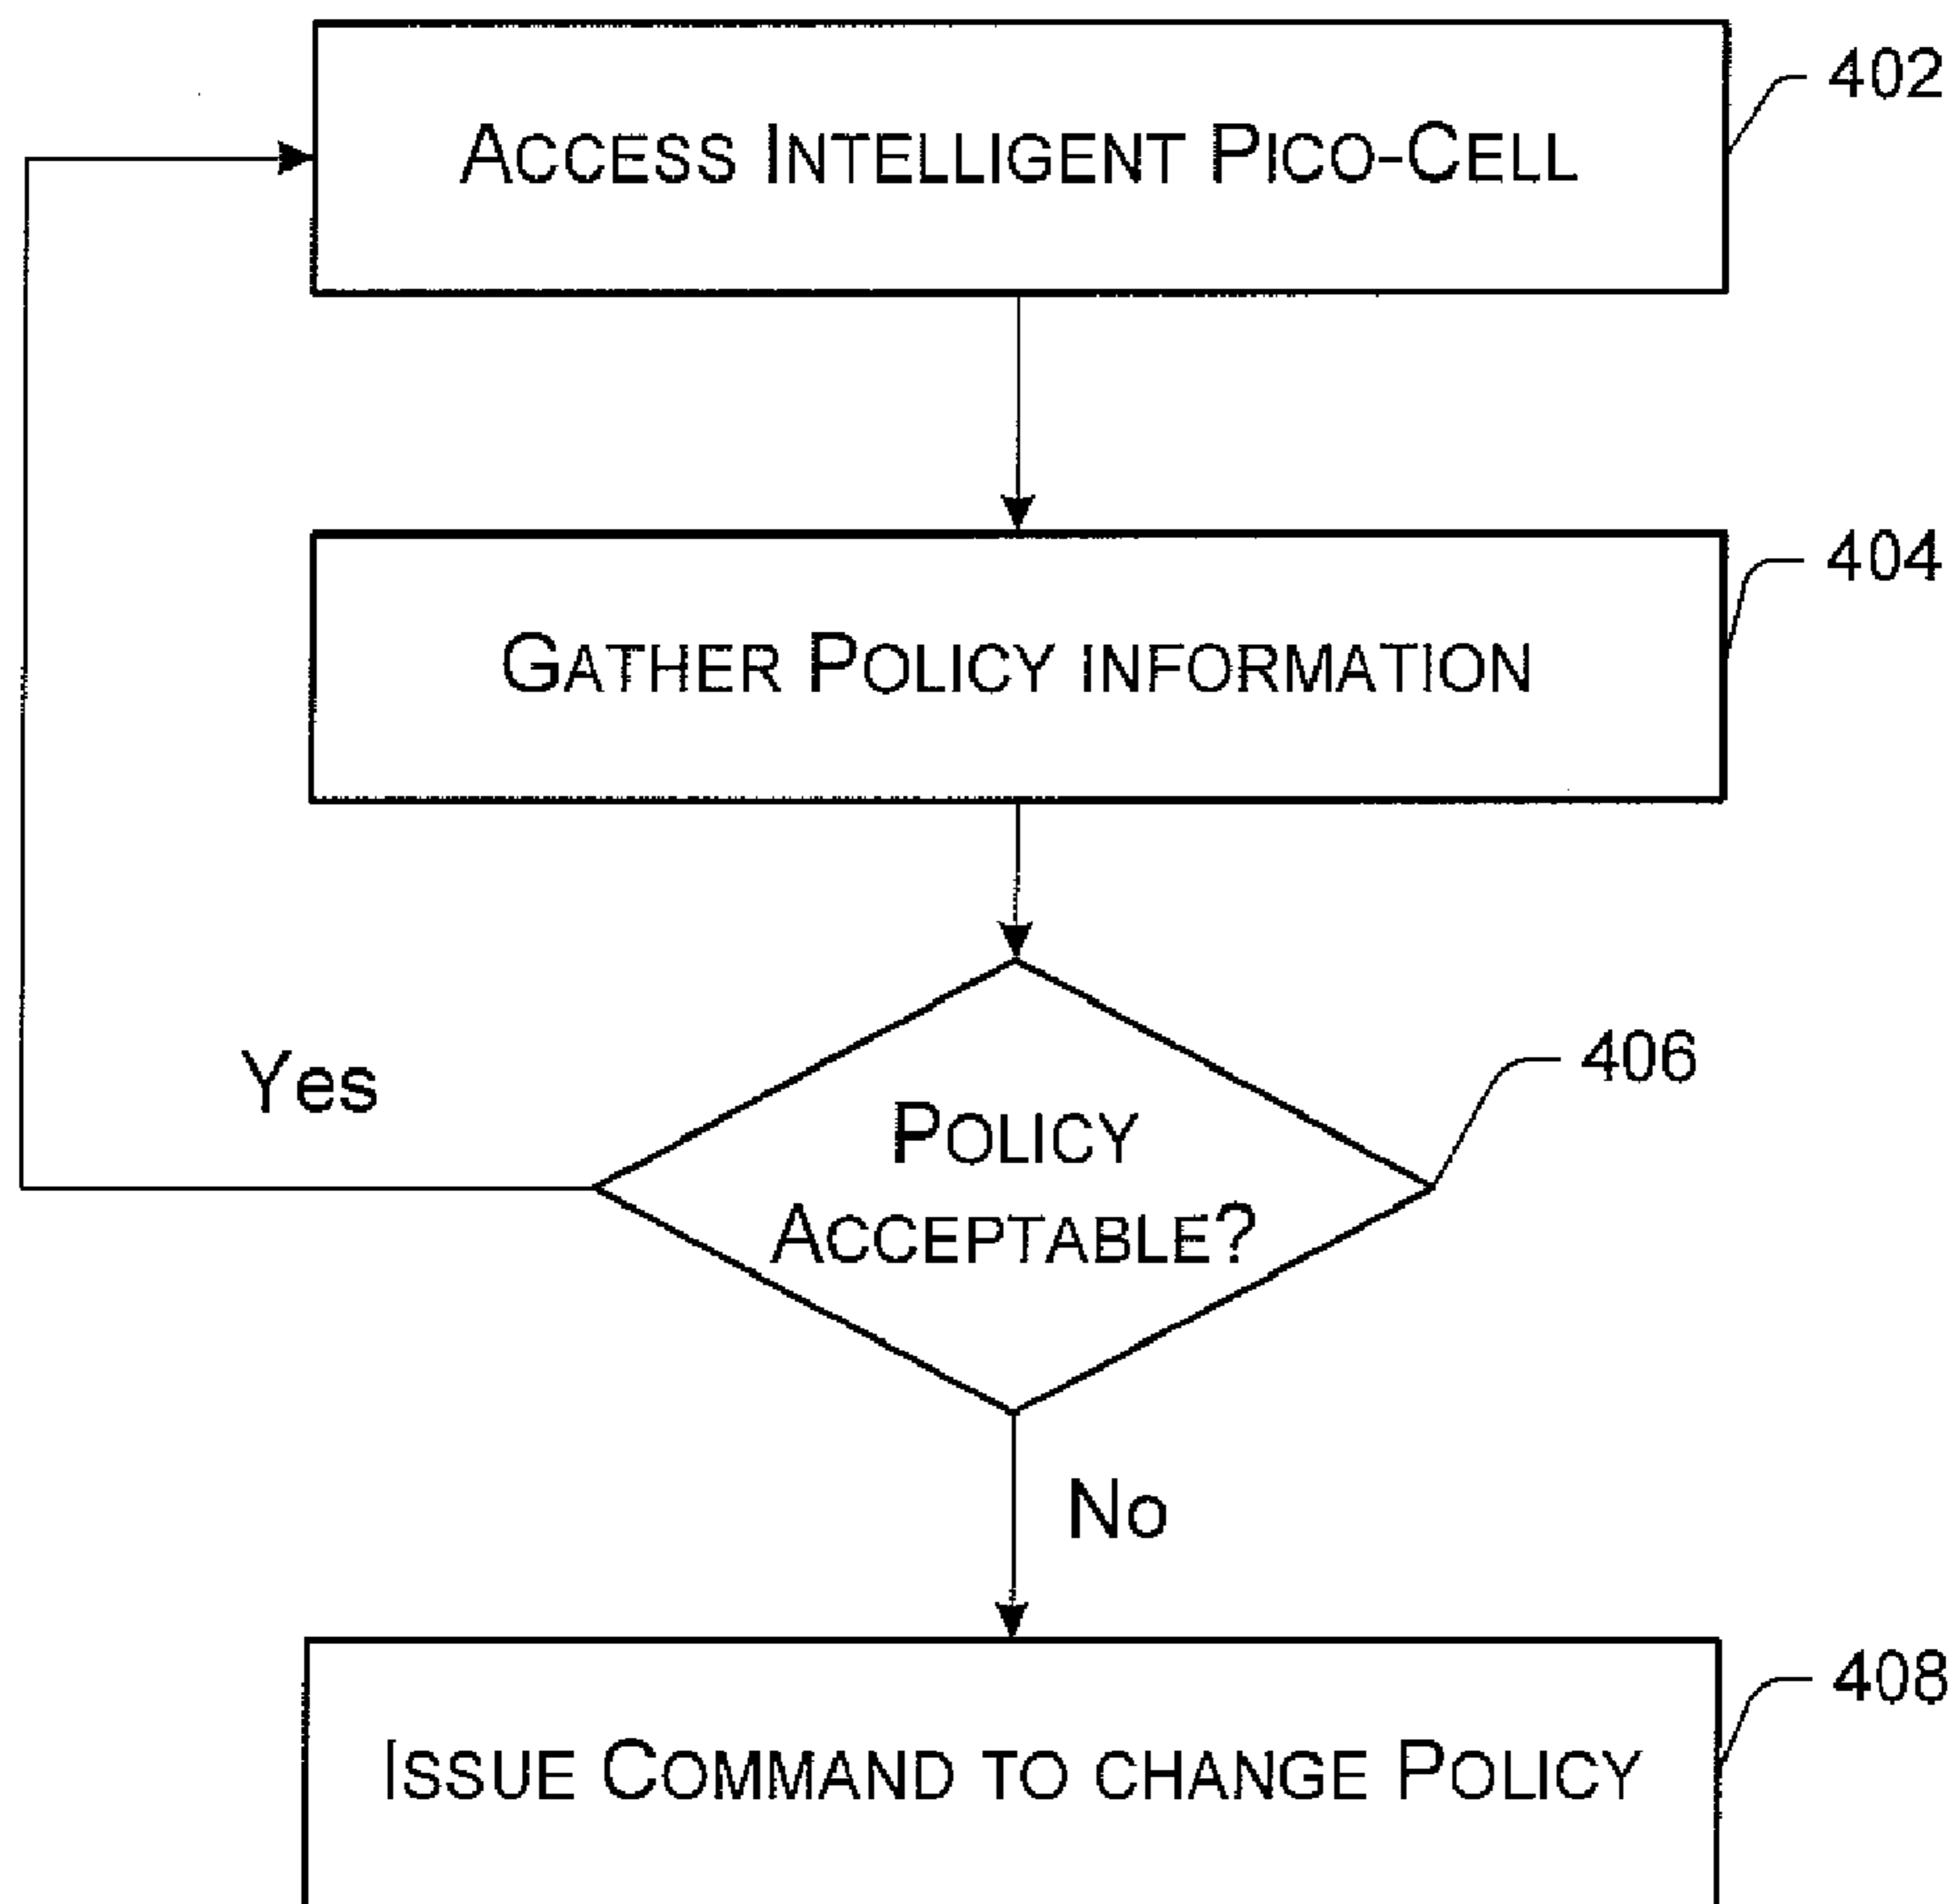 402
ACCESS INTELLIGENT PICO-CELL
404
GATHER POLICY INFORMATION
406
Yes
POLICY
ACCEPTABLE?
No
408
ISSUE COMMAND TO CHANGE POLICY